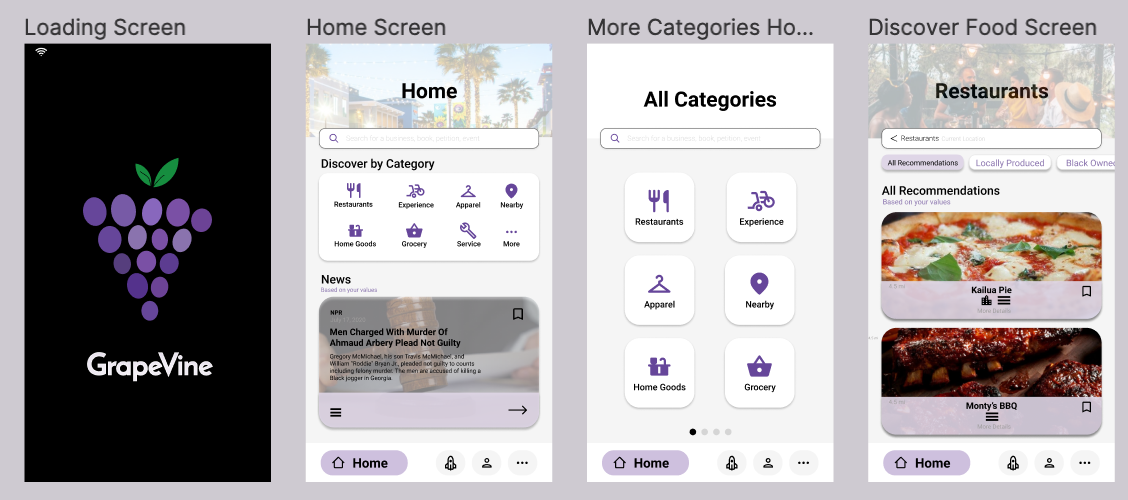 Loading Screen
GrapeVine
Home Screen
Home
Search for a business, book, petition, event
Discover by Category
Restaurants
Experience
Apparel
Nearby
Home Goods
Grocery
Service
More
News
Based on your values
NPR
Men Charged With Murder Of
Ahmaud Arbery Plead Not Guilty
Gregory McMichael, his son Travis McMichael, and
William "Roddie" Bryan Jr., pleaded not guilty to counts
including felony murder. The men are accused of killing a
Black jogger in Georgia.
Home
More Categories Ho...
All Categories
Search for a business, book, petition, event
Restaurants
Experience
Apparel
Nearby
Home Goods
Grocery
Home
Discover Food Screen
Restaurants
< Restaurants Current Location
All Recommendations
Locally Produced
Black Owned
All Recommendations
Based on your values
4.5 mi
Kailua Pie
More Details
Monty's BBQ
More Details
Home